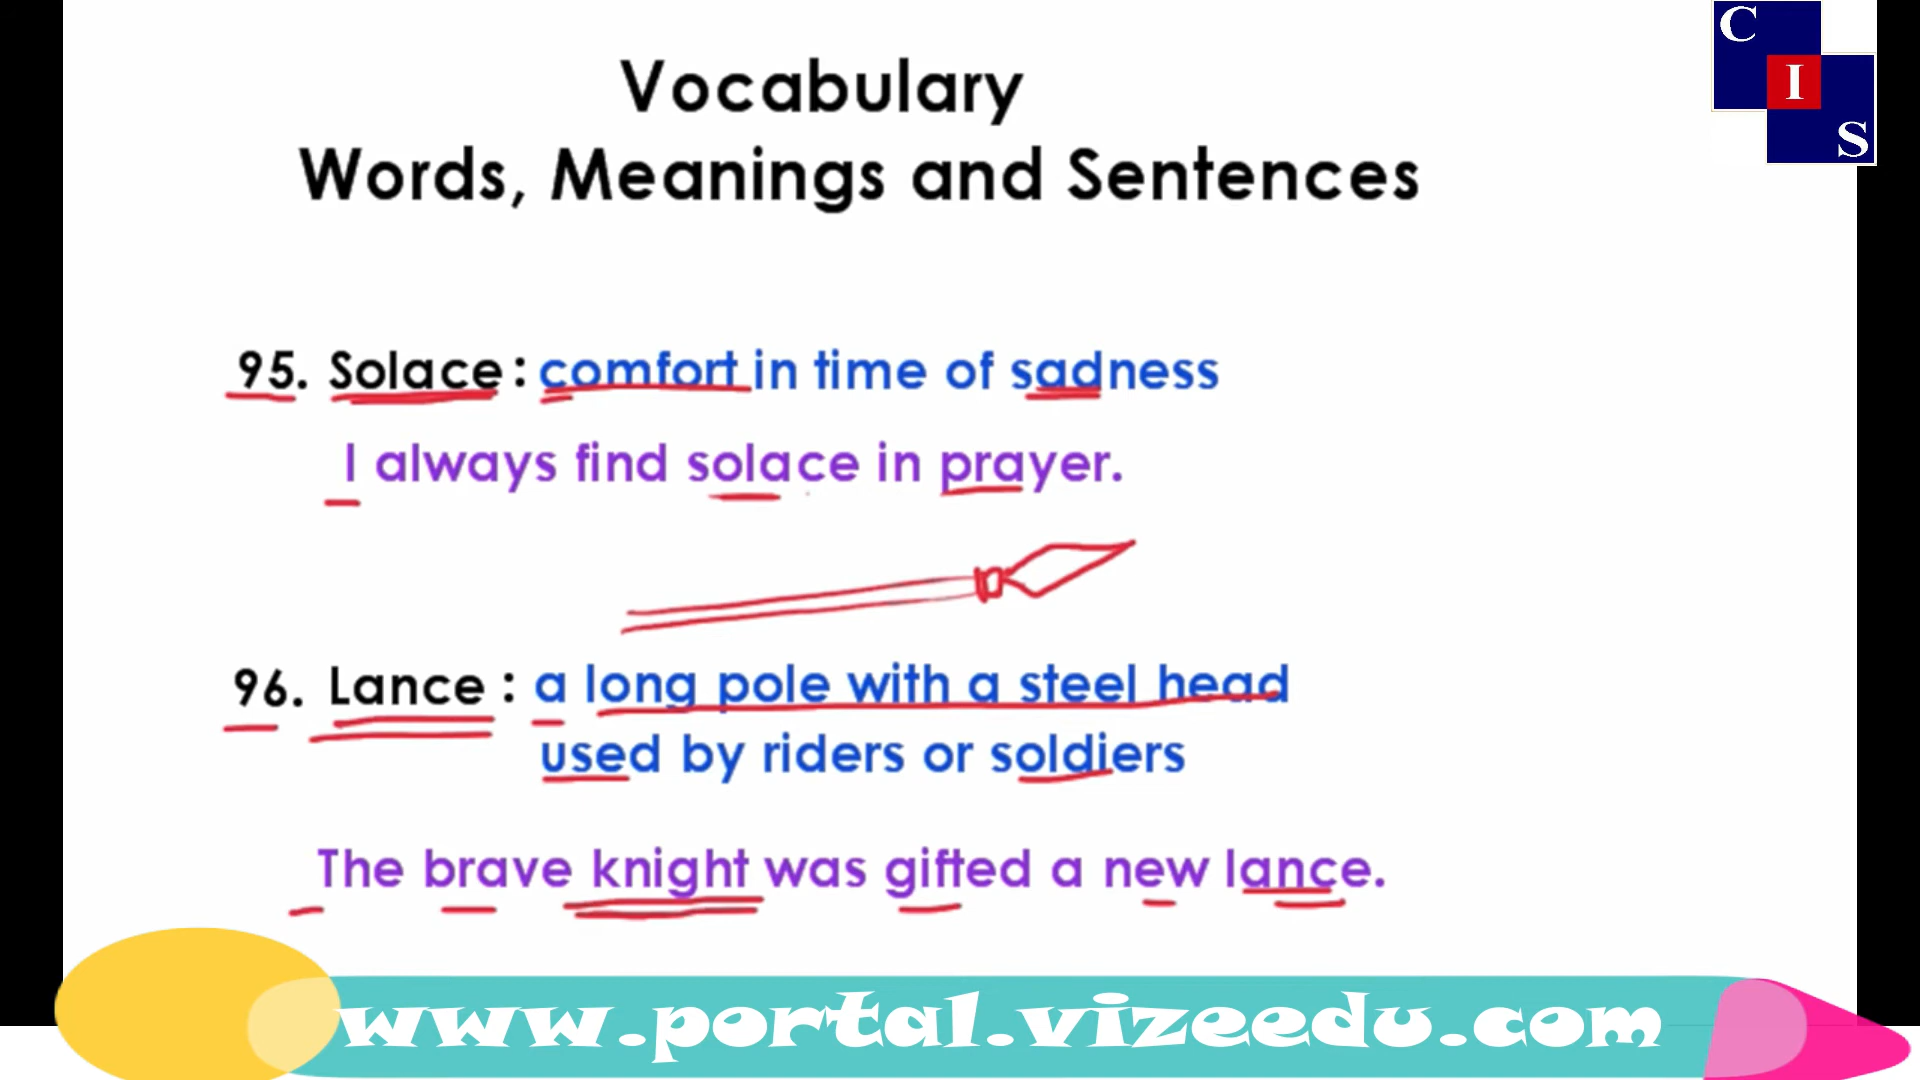 C
I
S
Vocabulary
Words, Meanings and Sentences
95. Solace : comfort in time of sadness
I always find solace in prayer.
96. Lance : a long pole with a steel head
used by riders or soldiers
The brave knight was gifted a new lance.
www.portal.vizeedu.com